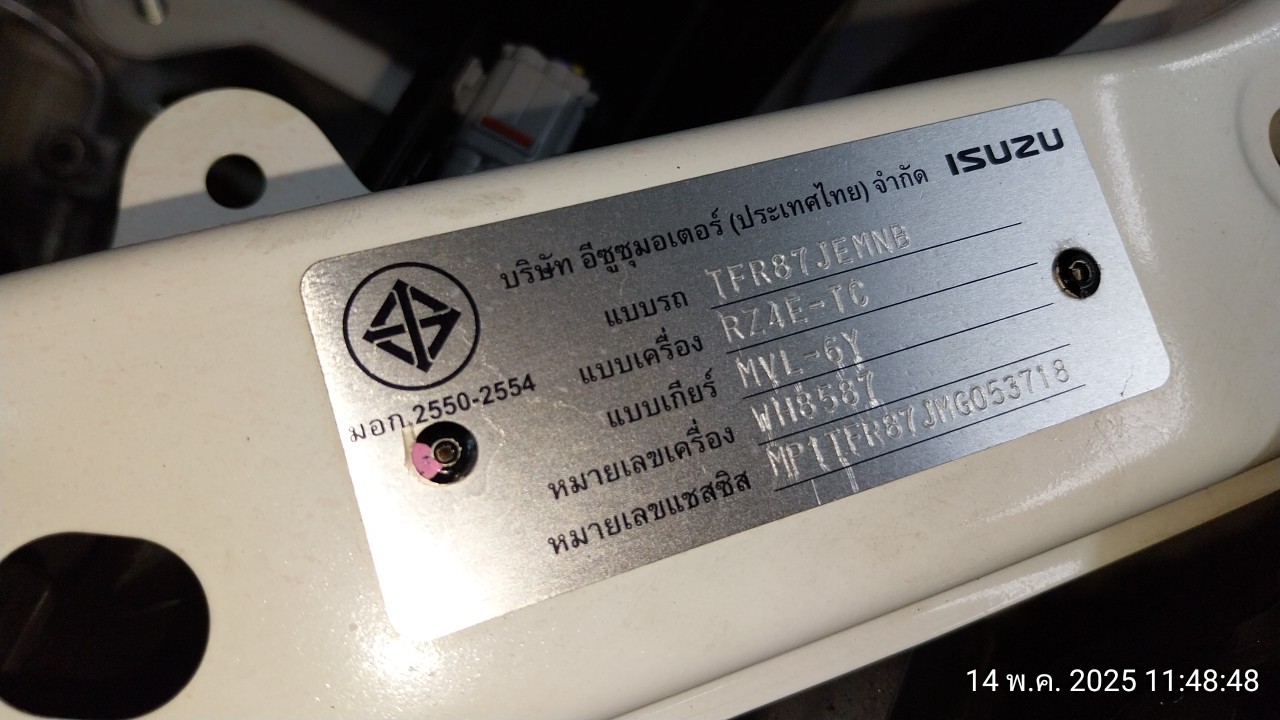 ISUZU
บริษัท อีซูซุมอเตอร์ (ประเทศไทย) จำกัด
แบบรถ TFR87JEMNB
แบบเครื่อง RZ4E-TC
แบบเกียร์ MVL-6Y
หมายเลขเครื่อง WH8587
หมายเลขแชสซิส MP1TFR87JMG053718
มอก.2550-2554
14 พ.ค. 2025 11:48:48